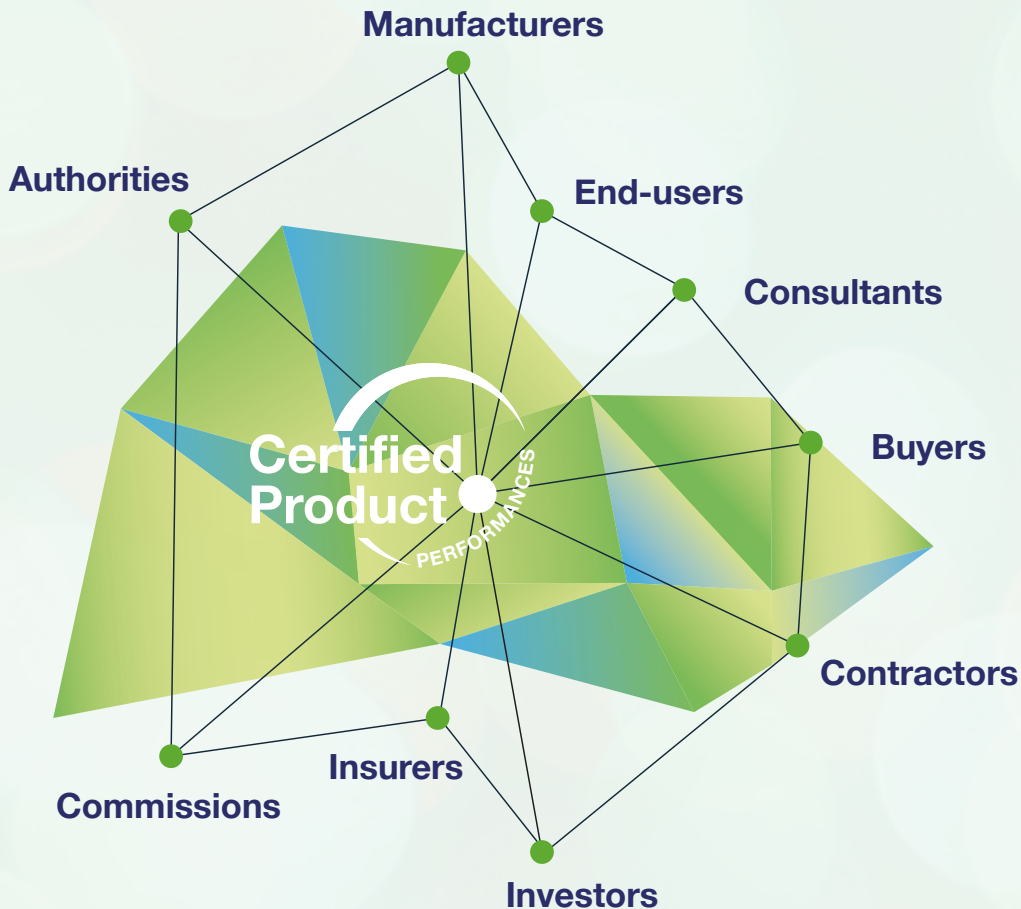 Manufacturers
Authorities
End-users
Consultants
Certified
Product
PERFORMANCES
Buyers
Contractors
Insurers
Commissions
Investors